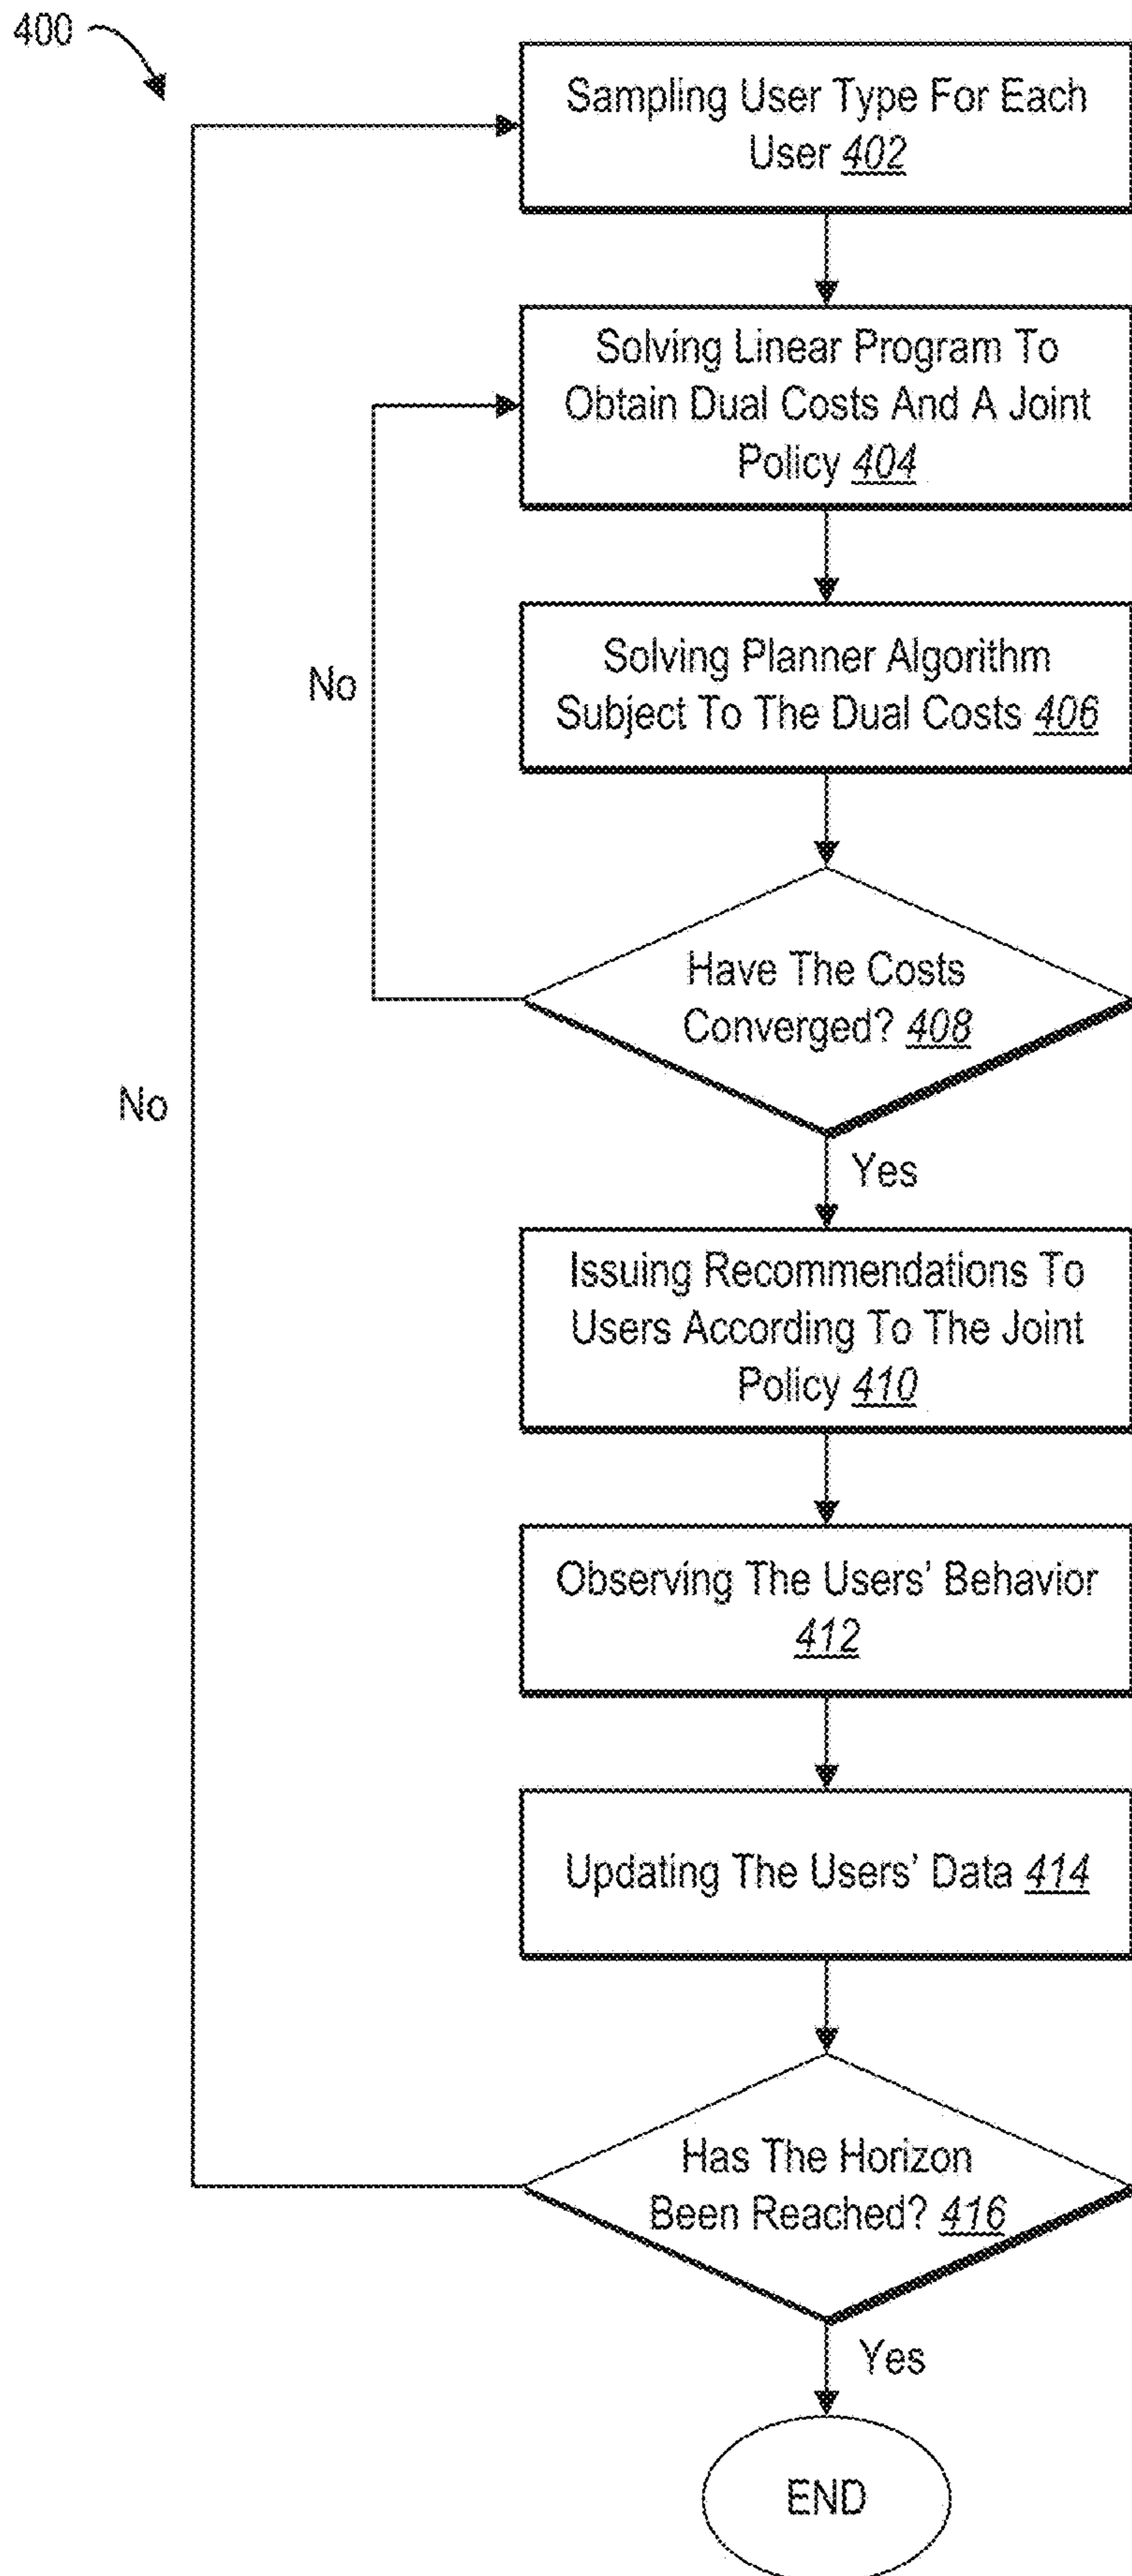 400
Sampling User Type For Each
User 402
Solving Linear Program To
Obtain Dual Costs And A Joint
Policy 404
Solving Planner Algorithm
Subject To The Dual Costs 406
No
Have The Costs
Converged? 408
No
Yes
Issuing Recommendations To
Users According To The Joint
Policy 410
Observing The Users' Behavior
412
Updating The Users' Data 414
Has The Horizon
Been Reached? 416
Yes
END